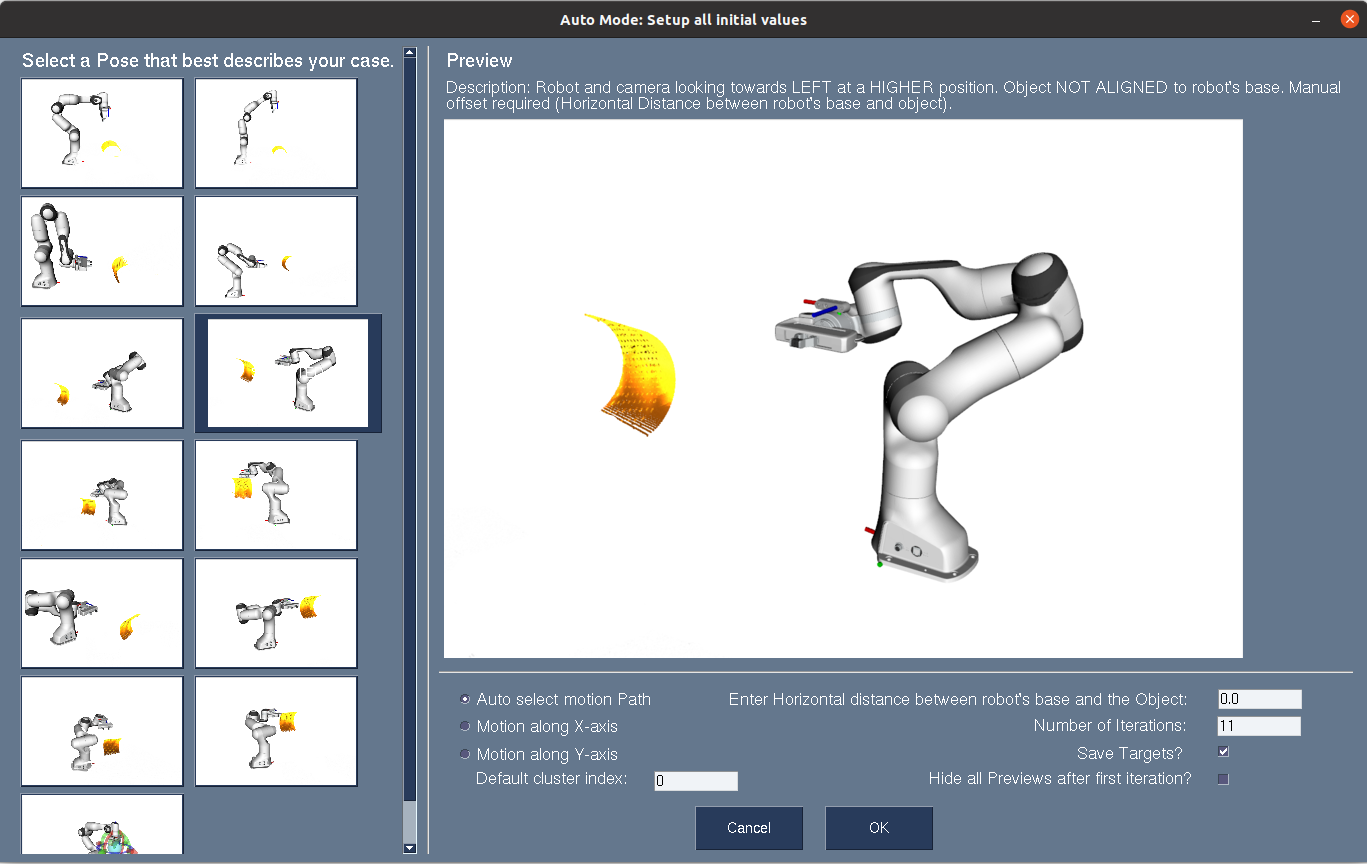 Auto Mode: Setup all initial values
Select a Pose that best describes your case.
Preview
Description: Robot and camera looking towards LEFT at a HIGHER position. Object NOT ALIGNED to robot's base. Manual
offset required (Horizontal Distance between robot's base and object).
Auto select motion Path
Motion along X-axis
Motion along Y-axis
Default cluster index: 0
Enter Horizontal distance between robot's base and the Object: 0.0
Number of Iterations: 11
Save Targets?
Hide all Previews after first iteration?
Cancel
OK